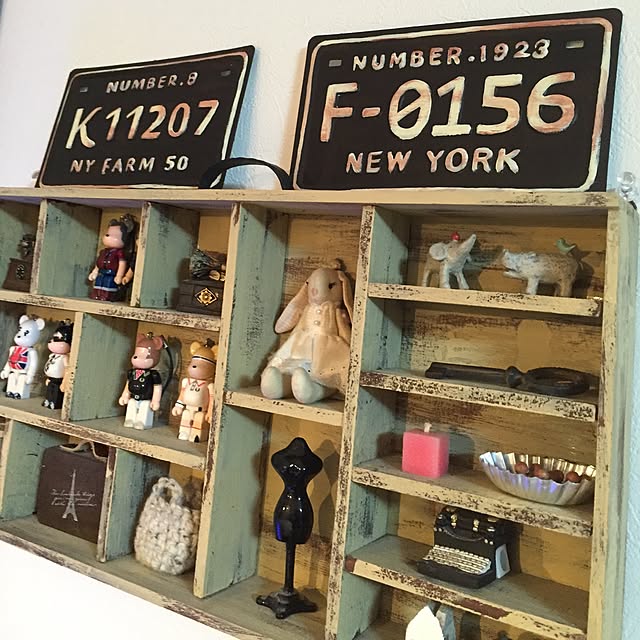 NUMBER.8
K11207
NY FARM 50
NUMBER.1923
F-0156
NEW YORK